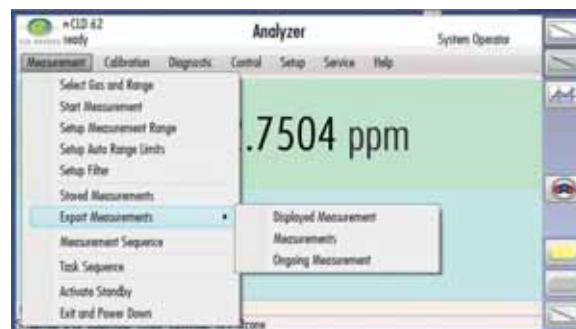 nCLD 62
ready
Analyzer
System Operator
Measurement Calibration Diagnostic Control Setup Service Help
Select Gas and Range
Start Measurement
Setup Measurement Range
Setup Auto Range Limits
Setup Filter
.7504 ppm
Stored Measurements
Export Measurements
Displayed Measurement
Measurements
Ongoing Measurement
Measurement Sequence
Task Sequence
Activate Standby
Exit and Power Down